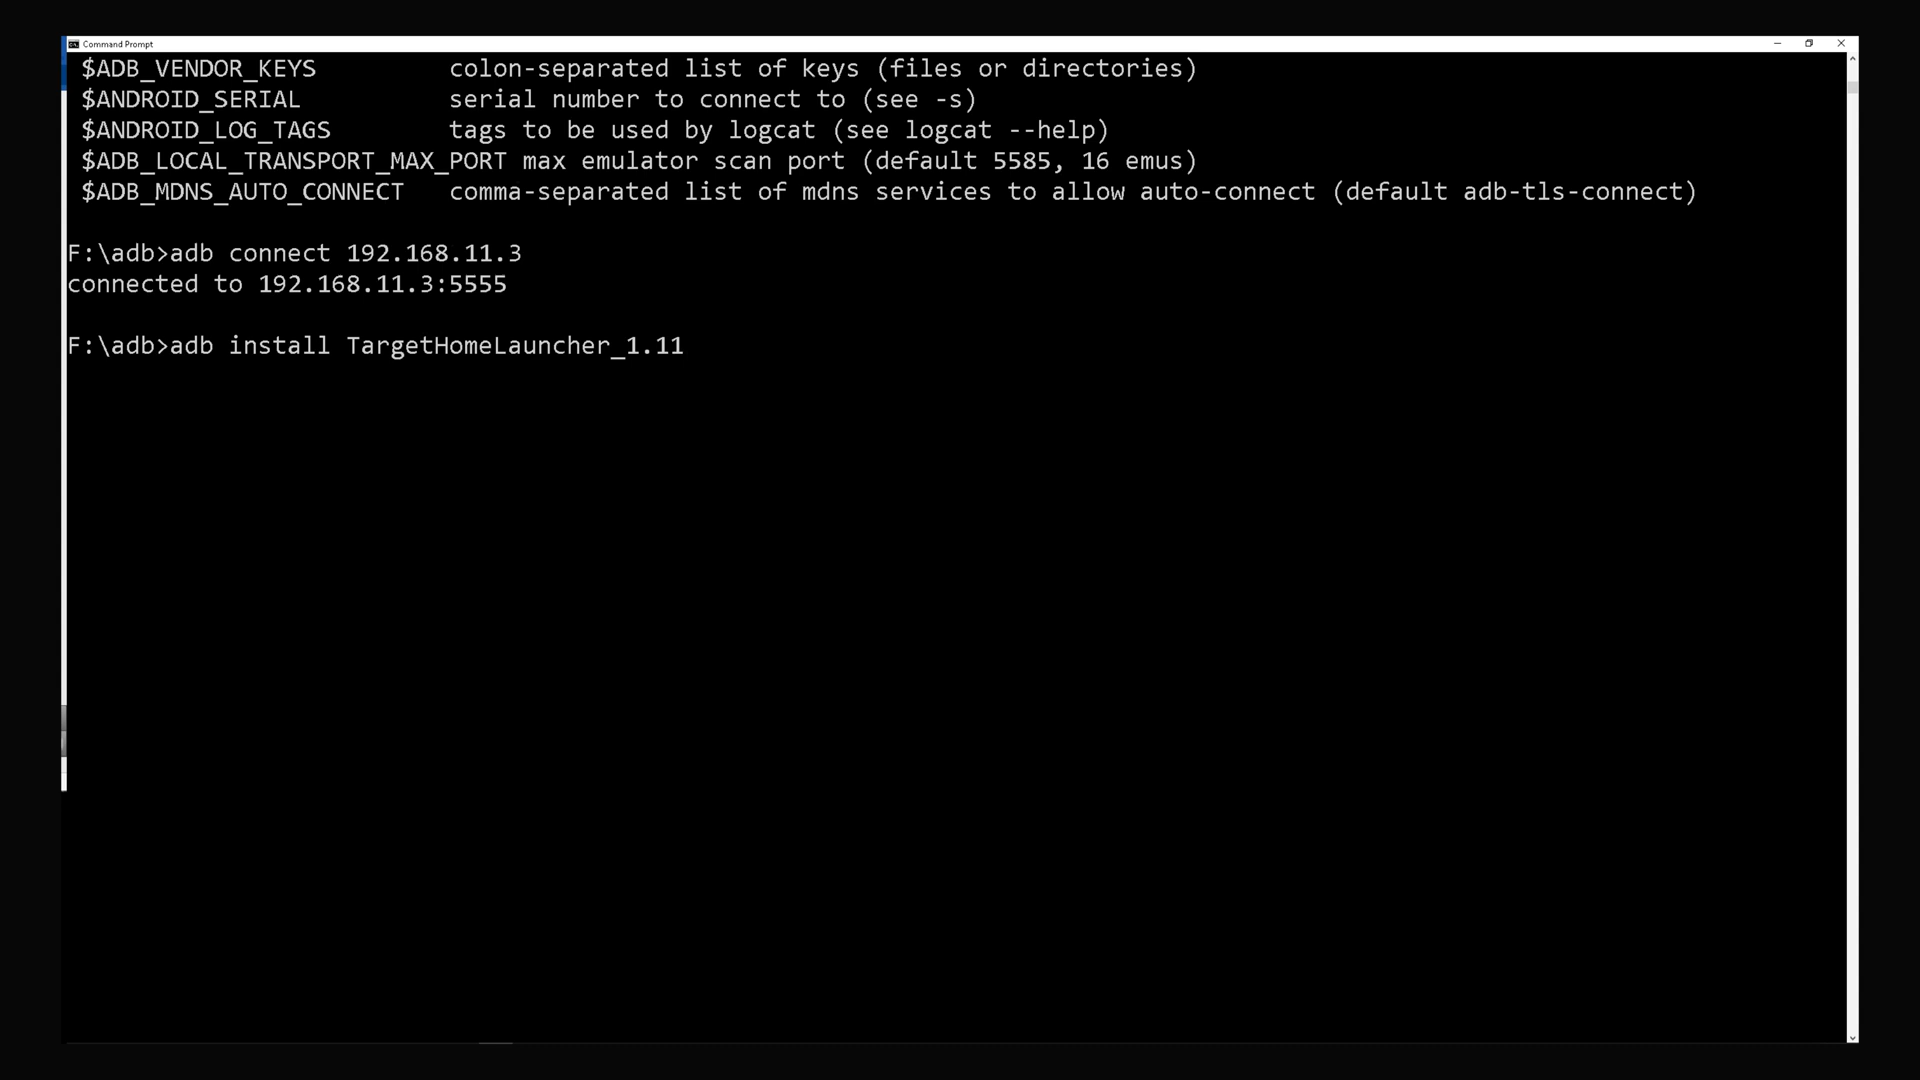 Command Prompt
$ADB_VENDOR_KEYS         colon-separated list of keys (files or directories)
$ANDROID_SERIAL          serial number to connect to (see -s)
$ANDROID_LOG_TAGS        tags to be used by logcat (see logcat --help)
$ADB_LOCAL_TRANSPORT_MAX_PORT max emulator scan port (default 5585, 16 emus)
$ADB_MDNS_AUTO_CONNECT   comma-separated list of mdns services to allow auto-connect (default adb-tls-connect)
F:\adb>adb connect 192.168.11.3
connected to 192.168.11.3:5555
F:\adb>adb install TargetHomeLauncher_1.11